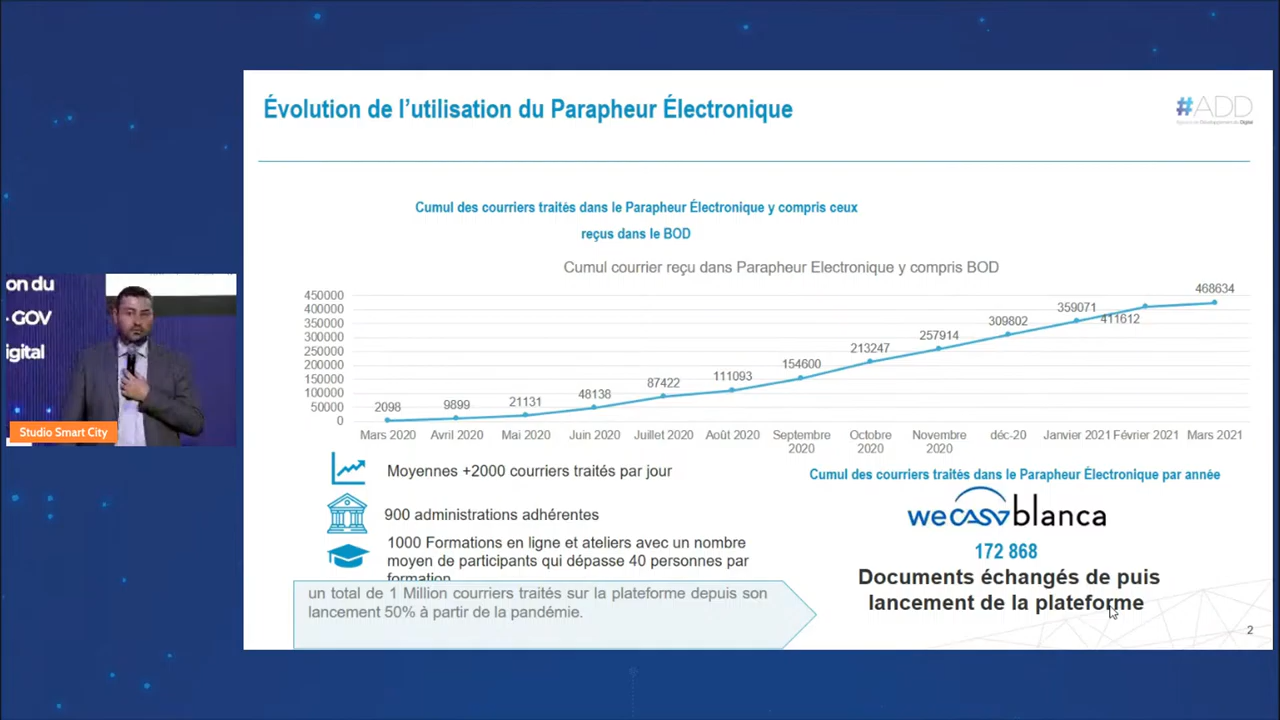 Évolution de l'utilisation du Parapheur Électronique
#ADD
Cumul des courriers traités dans le Parapheur Électronique y compris ceux
reçus dans le BOD
Cumul courrier reçu dans Parapheur Electronique y compris BOD
450000
400000
350000
300000
250000
200000
150000
100000
50000
0
2098
9899
21131
48138
87422
111093
154600
213247
257914
309802
359071
411612
468634
Mars 2020
Avril 2020
Mai 2020
Juin 2020
Juillet 2020
Août 2020
Septembre
2020
Octobre
2020
Novembre
2020
déc-20
Janvier 2021
Février 2021
Mars 2021
on du
- GOV
igital
Studio Smart City
Moyennes +2000 courriers traités par jour
900 administrations adhérentes
1000 Formations en ligne et ateliers avec un nombre
moyen de participants qui dépasse 40 personnes par
formation
un total de 1 Million courriers traités sur la plateforme depuis son
lancement 50% à partir de la pandémie.
Cumul des courriers traités dans le Parapheur Électronique par année
wecasablanca
172 868
Documents échangés de puis
lancement de la plateforme
2